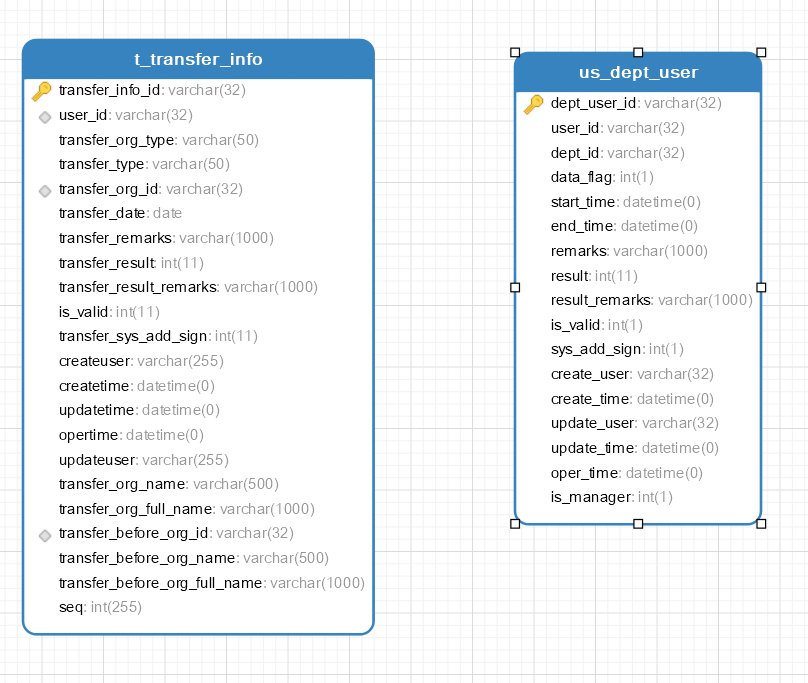 t_transfer_info
transfer_info_id: varchar(32)
user_id: varchar(32)
transfer_org_type: varchar(50)
transfer_type: varchar(50)
transfer_org_id: varchar(32)
transfer_date: date
transfer_remarks: varchar(1000)
transfer_result: int(11)
transfer_result_remarks: varchar(1000)
is_valid: int(11)
transfer_sys_add_sign: int(11)
createuser: varchar(255)
createtime: datetime(0)
updatetime: datetime(0)
opertime: datetime(0)
updateuser: varchar(255)
transfer_org_name: varchar(500)
transfer_org_full_name: varchar(1000)
transfer_before_org_id: varchar(32)
transfer_before_org_name: varchar(500)
transfer_before_org_full_name: varchar(1000)
seq: int(255)
us_dept_user
dept_user_id: varchar(32)
user_id: varchar(32)
dept_id: varchar(32)
data_flag: int(1)
start_time: datetime(0)
end_time: datetime(0)
remarks: varchar(1000)
result: int(11)
result_remarks: varchar(1000)
is_valid: int(1)
sys_add_sign: int(1)
create_user: varchar(32)
create_time: datetime(0)
update_user: varchar(32)
update_time: datetime(0)
oper_time: datetime(0)
is_manager: int(1)